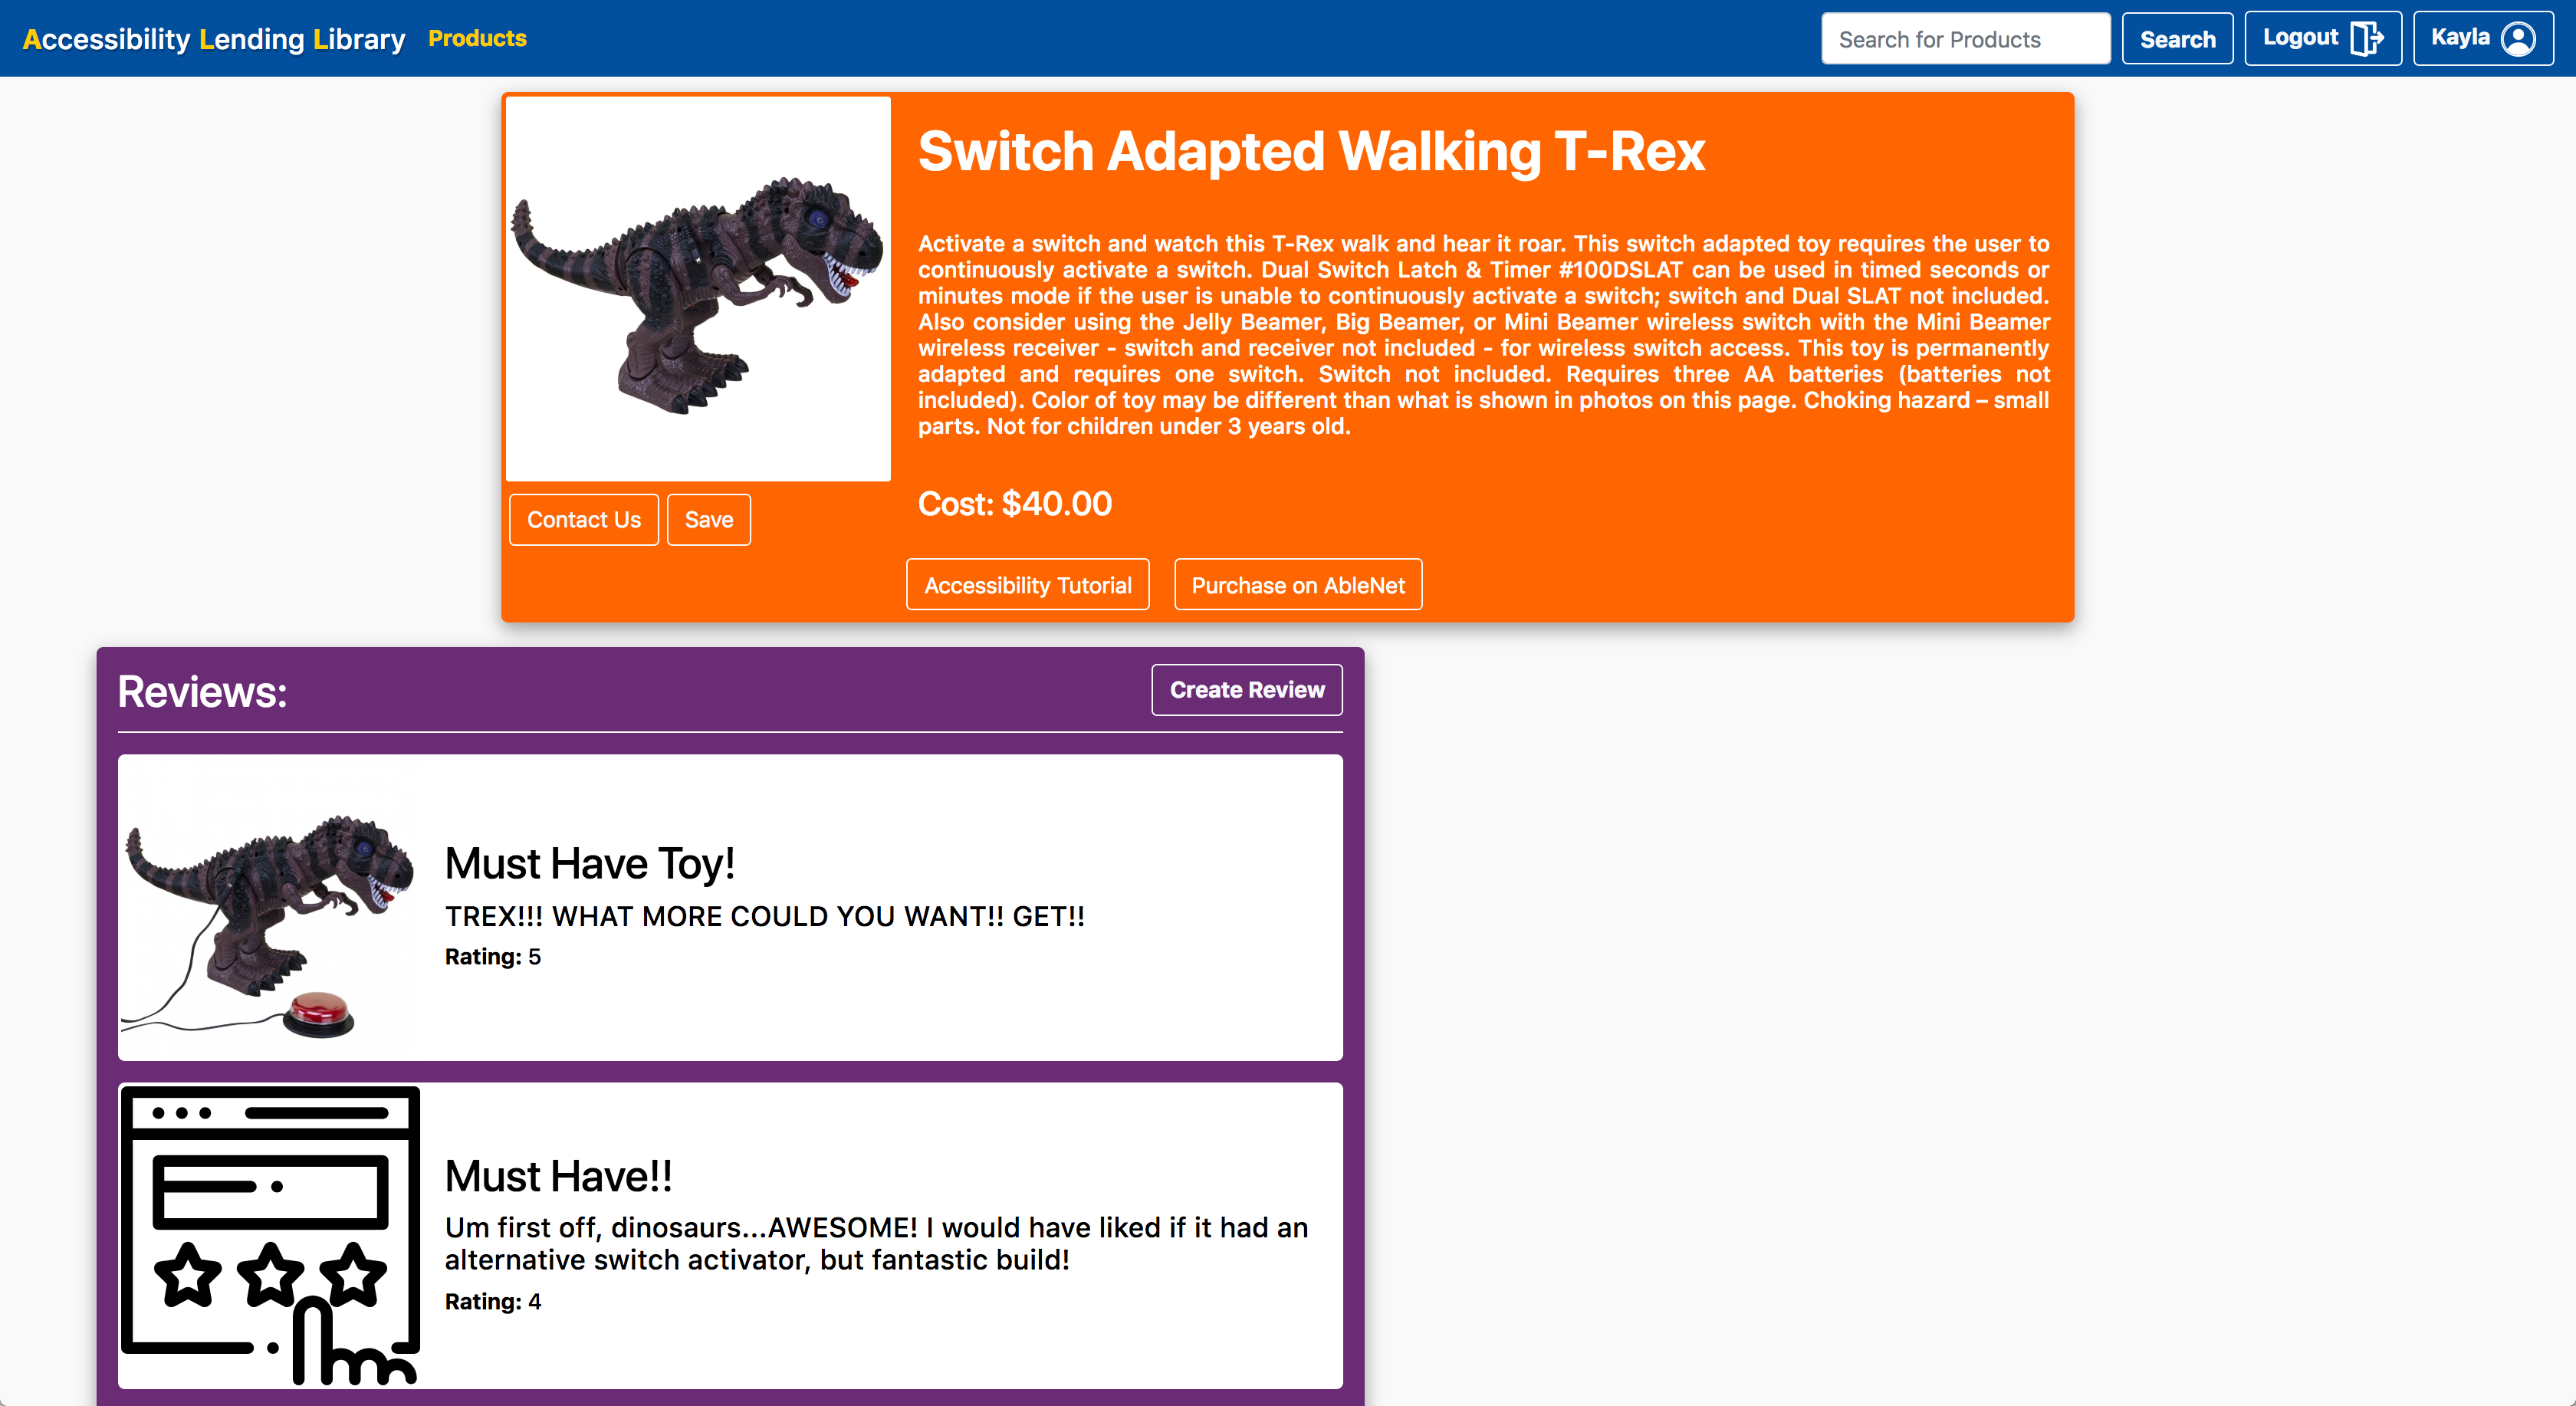 Accessibility Lending Library Products Search for Products Search Logout Kayla
Switch Adapted Walking T-Rex
Activate a switch and watch this T-Rex walk and hear it roar. This switch adapted toy requires the user to
continuously activate a switch. Dual Switch Latch & Timer #100DSLAT can be used in timed seconds or
minutes mode if the user is unable to continuously activate a switch; switch and Dual SLAT not included.
Also consider using the Jelly Beamer, Big Beamer, or Mini Beamer wireless switch with the Mini Beamer
wireless receiver - switch and receiver not included - for wireless switch access. This toy is permanently
adapted and requires one switch. Switch not included. Requires three AA batteries (batteries not
included). Color of toy may be different than what is shown in photos on this page. Choking hazard – small
parts. Not for children under 3 years old.
Cost: $40.00
Contact Us Save
Accessibility Tutorial Purchase on AbleNet
Reviews: Create Review
Must Have Toy!
TREX!!! WHAT MORE COULD YOU WANT!! GET!!
Rating: 5
Must Have!!
Um first off, dinosaurs...AWESOME! I would have liked if it had an
alternative switch activator, but fantastic build!
Rating: 4